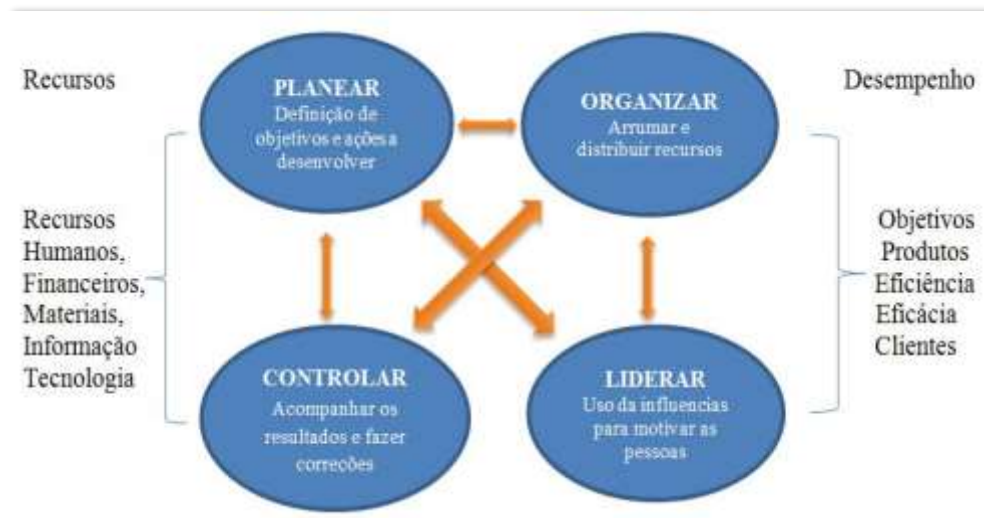 Recursos
Recursos
Humanos,
Financeiros,
Materiais,
Informação
Tecnologia
PLANEAR
Definição de
objetivos e ações a
desenvolver
ORGANIZAR
Arrumar e
distribuir recursos
CONTROLAR
Acompanhar os
resultados e fazer
correcões
LIDERAR
Uso da influencias
para motivar as
pessoas
Desempenho
Objetivos
Produtos
Eficiência
Eficácia
Clientes